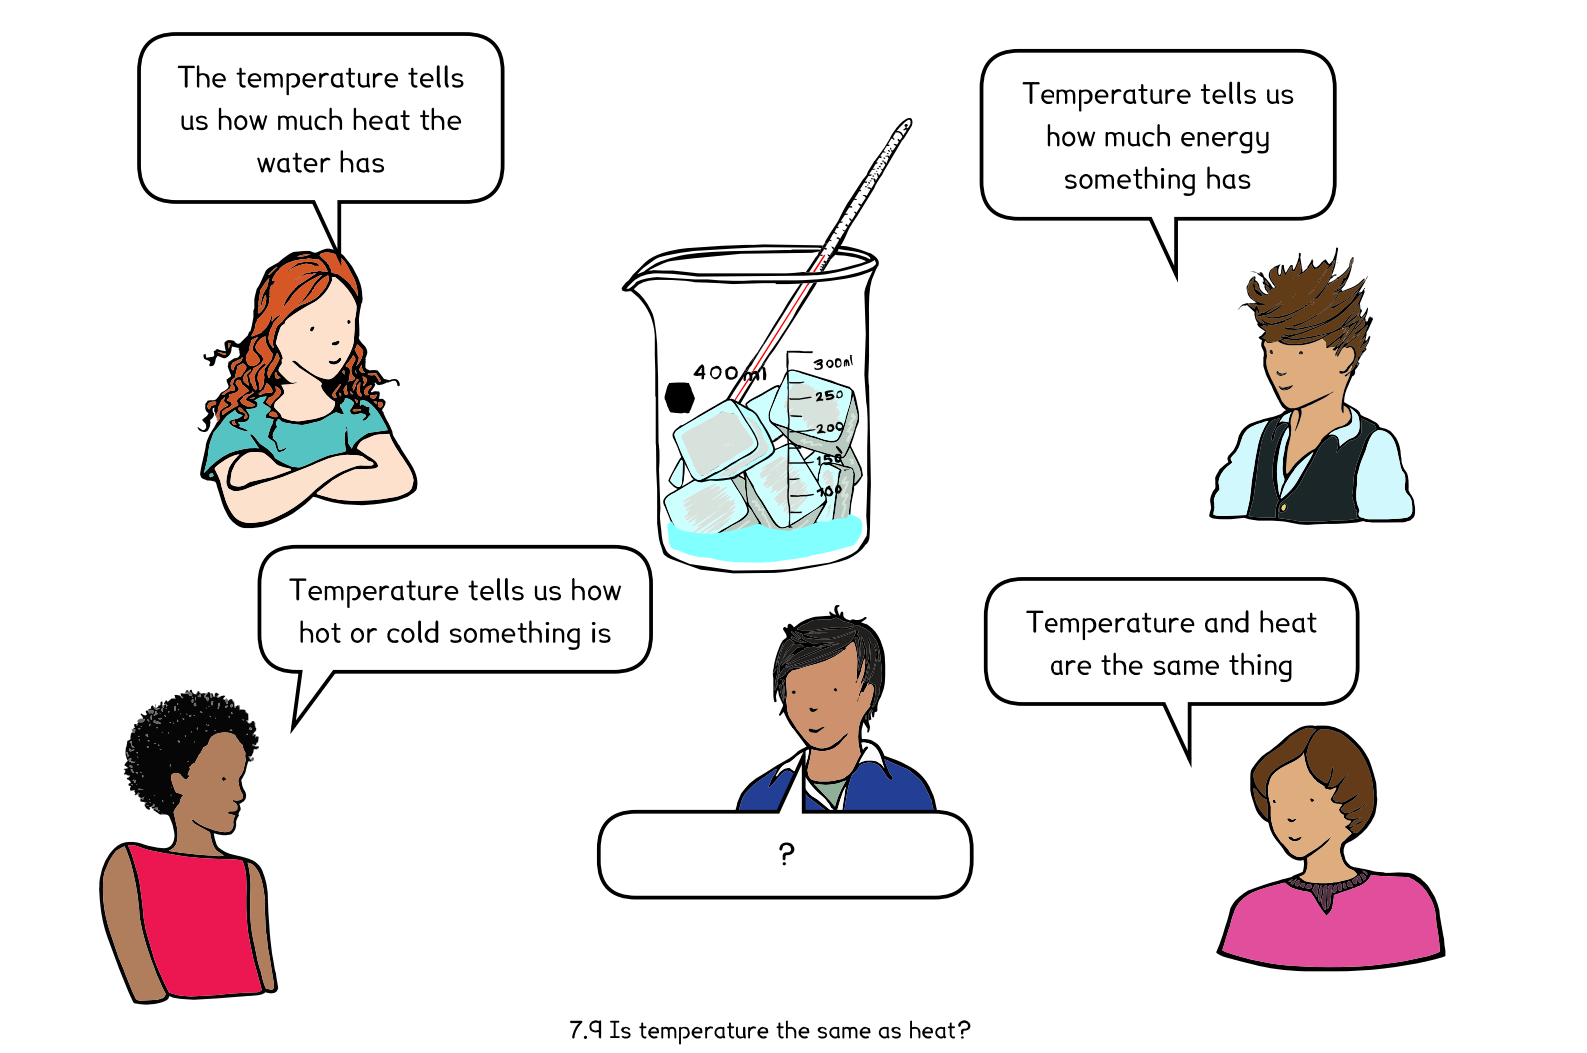 The temperature tells
us how much heat the
water has
Temperature tells us
how much energy
something has
400ml
300ml
250
200
150
100
Temperature tells us how
hot or cold something is
Temperature and heat
are the same thing
?
7.9 Is temperature the same as heat?